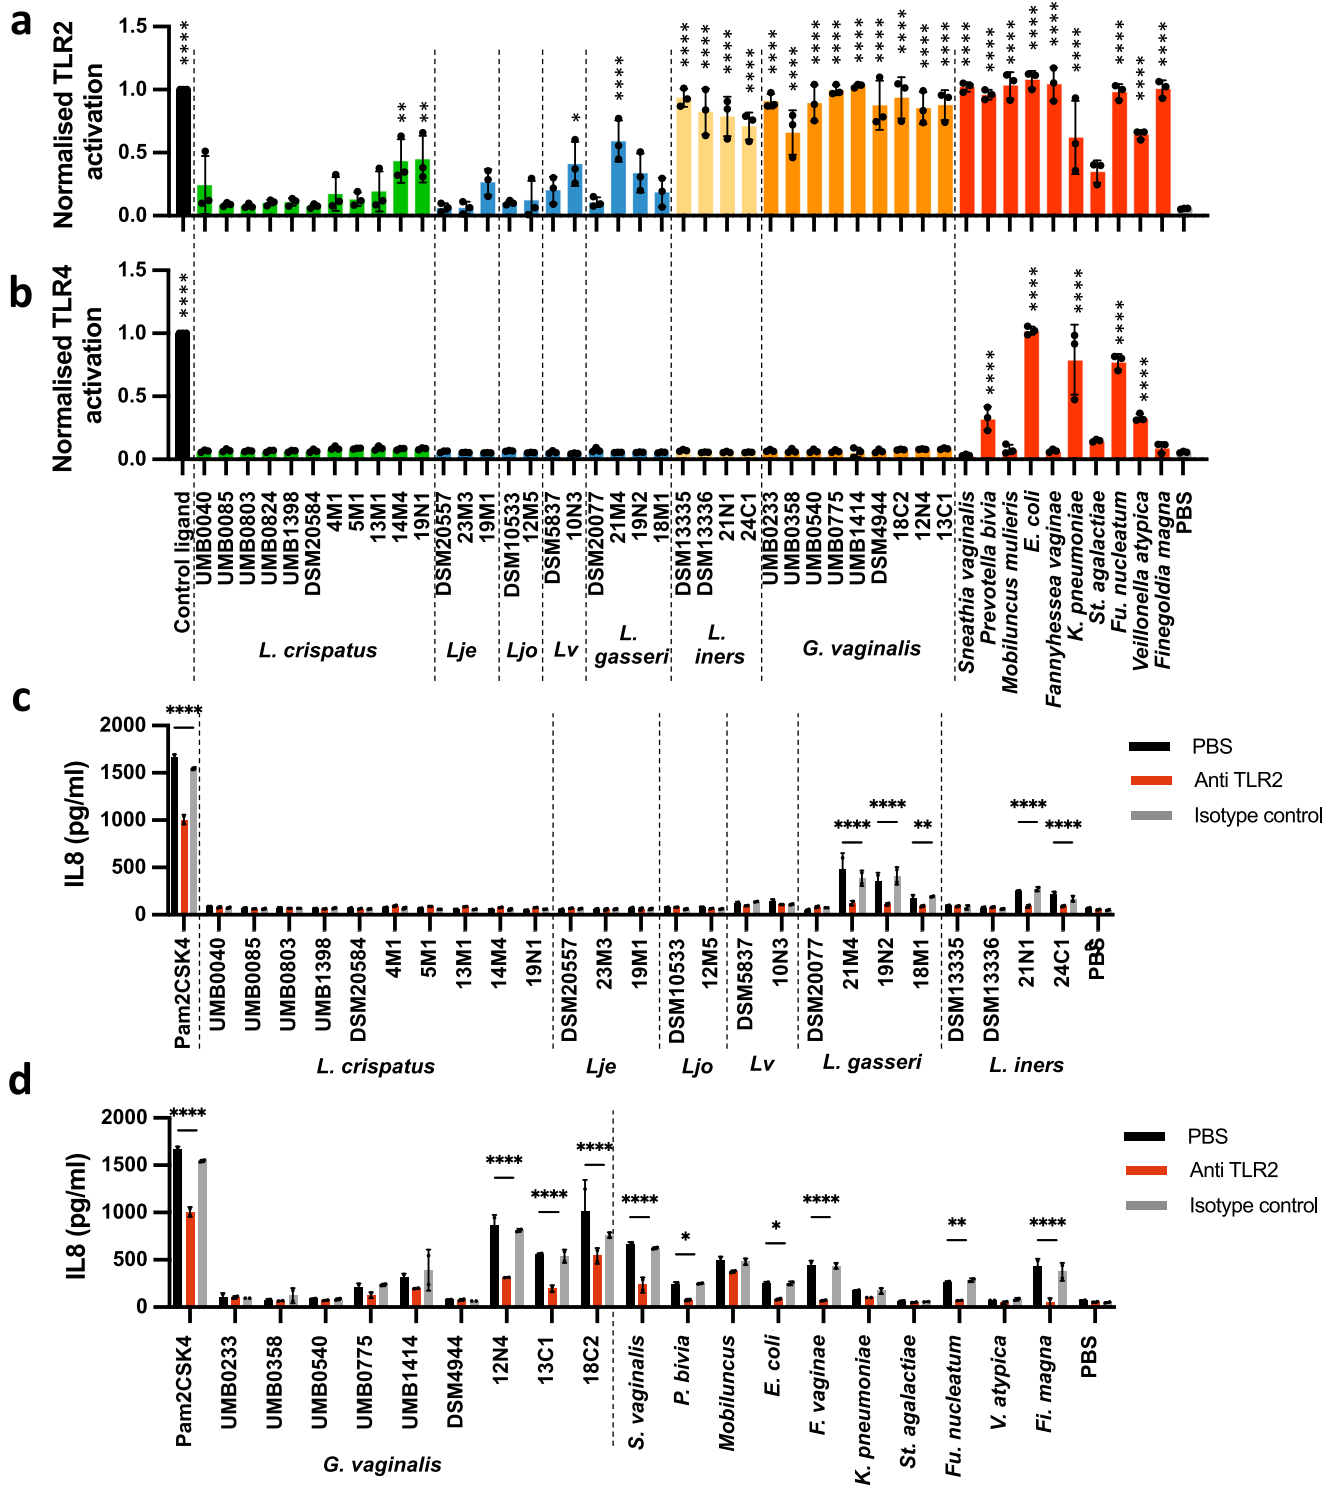 a
Normalised TLR2
activation
1.5
1.0
0.5
0.0
**** ** ** * **** **** **** **** **** **** **** **** **** **** **** **** **** **** **** **** **** **** **** **** **** **** ****
b
Normalised TLR4
activation
1.5
1.0
0.5
0.0
**** **** **** **** **** ****
Control ligand
UMB0040
UMB0085
UMB0803
UMB0824
UMB1398
DSM20584
4M1
5M1
13M1
14M4
19N1
DSM20557
23M3
19M1
DSM10533
12M5
DSM5837
10N3
DSM20077
21M4
19N2
18M1
DSM13335
DSM13336
21N1
24C1
UMB0233
UMB0358
UMB0540
UMB0775
UMB1414
DSM4944
18C2
12N4
13C1
Sneathia vaginalis
Prevotella bivia
Mobiluncus mulieris
E. coli
Fannyhessea vaginae
K. pneumoniae
St. agalactiae
Fu. nucleatum
Veillonella atypica
Finegoldia magna
PBS
L. crispatus
Lje
Ljo
Lv
L.
gasseri
L.
iners
G. vaginalis
c
IL8 (pg/ml)
2000
1500
1000
500
0
**** **** **** ** **** ****
PBS
Anti TLR2
Isotype control
Pam2CSK4
UMB0040
UMB0085
UMB0803
UMB1398
DSM20584
4M1
5M1
13M1
14M4
19N1
DSM20557
23M3
19M1
DSM10533
12M5
DSM5837
10N3
DSM20077
21M4
19N2
18M1
DSM13335
DSM13336
21N1
24C1
PBS
L. crispatus
Lje
Ljo
Lv
L. gasseri
L. iners
d
IL8 (pg/ml)
2000
1500
1000
500
0
**** **** **** **** **** * * **** ** ****
PBS
Anti TLR2
Isotype control
Pam2CSK4
UMB0233
UMB0358
UMB0540
UMB0775
UMB1414
DSM4944
12N4
13C1
18C2
S. vaginalis
P. bivia
Mobiluncus
E. coli
F. vaginae
K. pneumoniae
St. agalactiae
Fu. nucleatum
V. atypica
Fi. magna
PBS
G. vaginalis